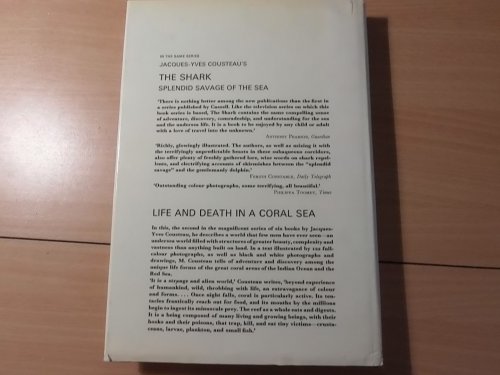 IN THE SAME SERIES
JACQUES-YVES COUSTEAU'S
THE SHARK
SPLENDID SAVAGE OF THE SEA
'There is nothing better among the new publications than the first in
a series published by Cassell. Like the television series on which this
book series is based, The Shark contains the same compelling sense
of adventure, discovery, comradeship, and understanding for the sea
and the undersea life. It is a book to be enjoyed by any child or adult
with a love of travel into the unknown.'
ANTHONY PEARSON, Guardian
'Richly, glowingly illustrated. The authors, as well as mixing it with
the terrifyingly unpredictable beasts in these subaqueous corridors,
also offer plenty of freshly gathered lore, wise words on shark repel-
lents, and electrifying accounts of skirmishes between the "splendid
savage" and the gentlemanly dolphin.'
CONSTABLE, Daily Telegraph
'Outstanding colour photographs, some terrifying, all beautiful.'
PHILIPPA TOOMEY, Times
LIFE AND DEATH IN A CORAL SEA
In this, the second in the magnificent series of six books by Jacques-
Yves Cousteau, he describes a world that few men have ever seen—an
undersea world filled with structures of greater beauty, complexity and
vastness than anything built on land. In a text illustrated by 122 full-
colour photographs, as well as black and white photographs and
drawings, M. Cousteau tells of adventure and discovery among the
unique life forms of the great coral areas of the Indian Ocean and the
Red Sea.
'It is a strange and alien world,' Cousteau writes, 'beyond experience
of humankind, wild, throbbing with life, an extravagance of colour
and forms. . . . Once night falls, coral is particularly active. Its ten-
tacles frantically reach out for food, and its mouths by the millions
begin to ingest its minuscule prey. The reef as a whole eats and digests.
It is a being composed of many living and growing beings, with their
hooks and their poisons, that trap, kill, and eat tiny victims—crusta-
ceans, larvae, plankton, and small fish.'